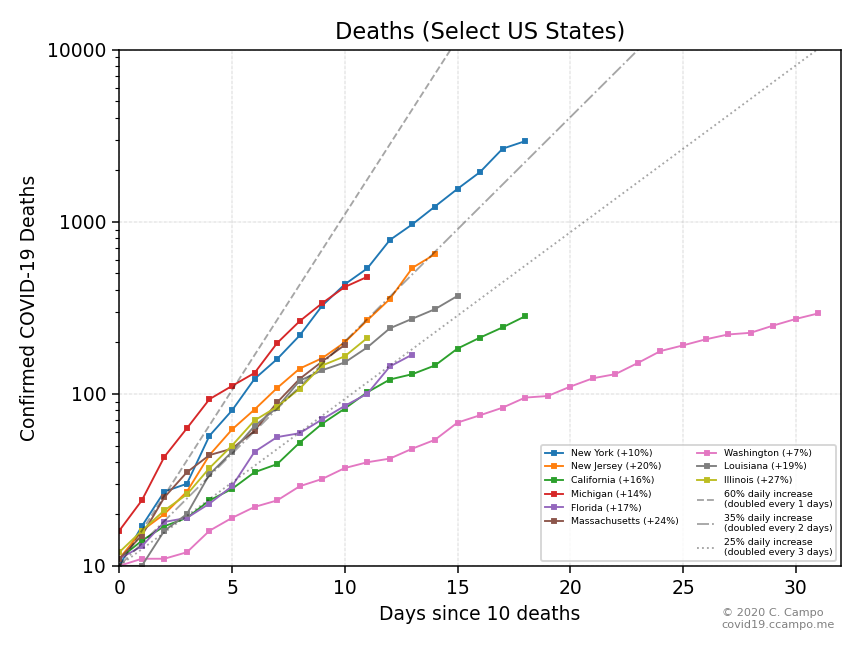 Deaths (Select US States)
Confirmed COVID-19 Deaths
10000
1000
100
10
0 5 10 15 20 25 30
Days since 10 deaths
New York (+10%)
New Jersey (+20%)
California (+16%)
Michigan (+14%)
Florida (+17%)
Massachusetts (+24%)
Washington (+7%)
Louisiana (+19%)
Illinois (+27%)
60% daily increase
(doubled every 1 days)
35% daily increase
(doubled every 2 days)
25% daily increase
(doubled every 3 days)
© 2020 C. Campo
covid19.ccampo.me